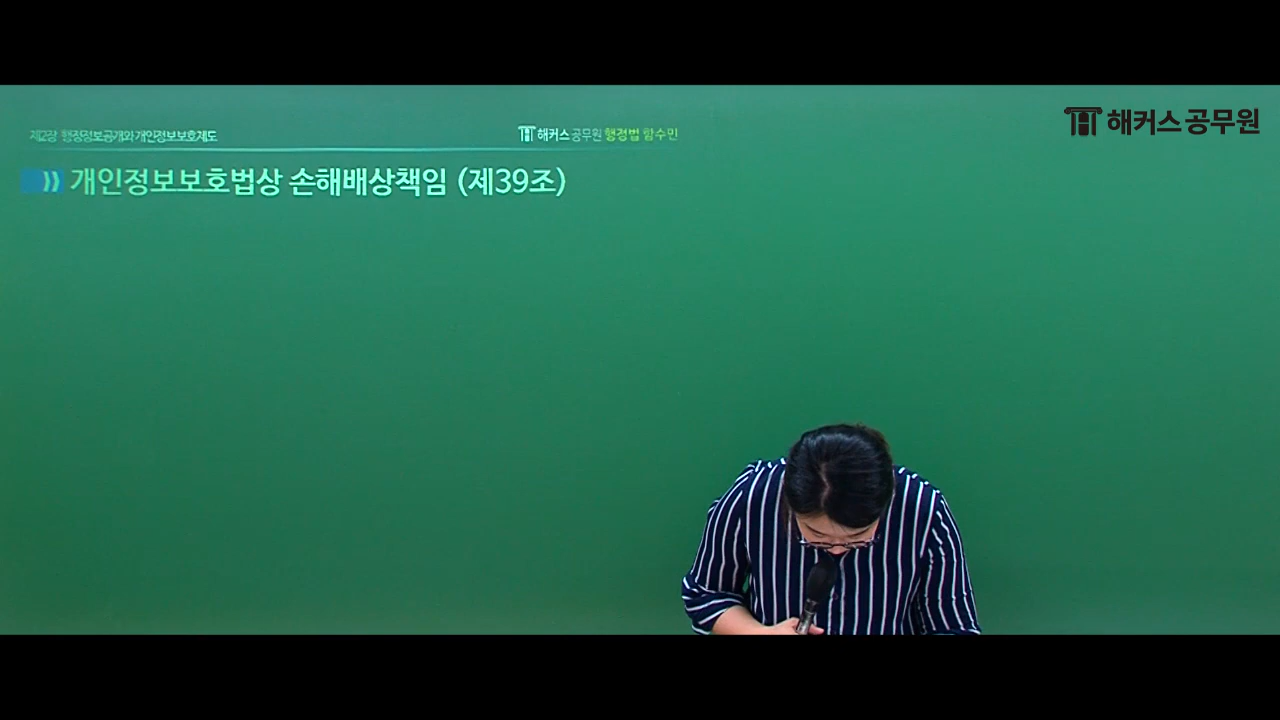 제2장 행정정보공개와 개인정보보호제도
해커스 공무원 행정법 함수민
해커스 공무원
》 개인정보보호법상 손해배상책임 (제39조)